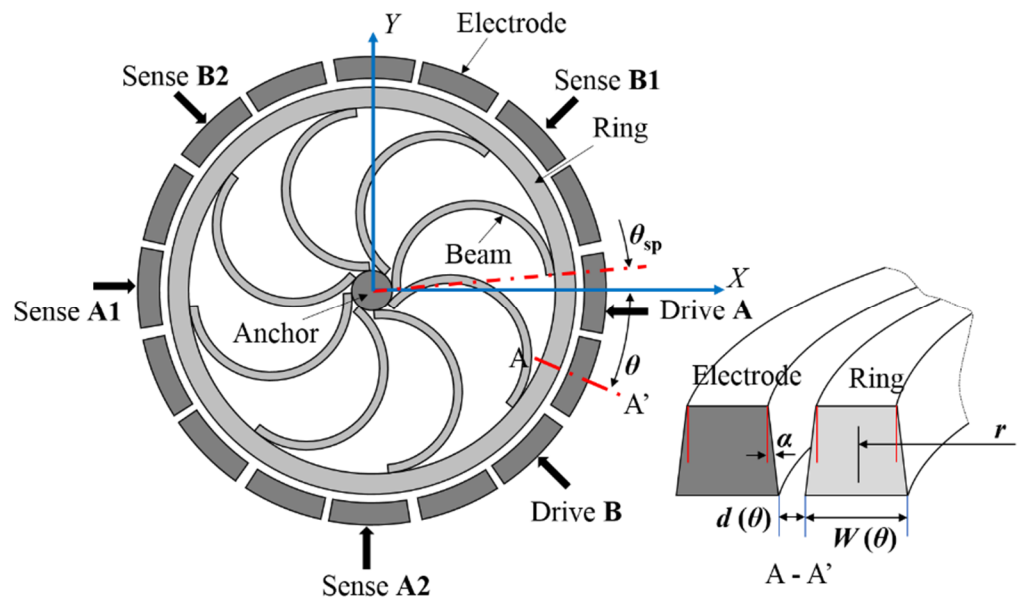 Y
Electrode
Sense B2
Sense B1
Ring
θsp
Beam
X
Sense A1
Anchor
Drive A
A
θ
A’
Electrode
Ring
α
r
Drive B
d (θ)
W (θ)
Sense A2
A - A’